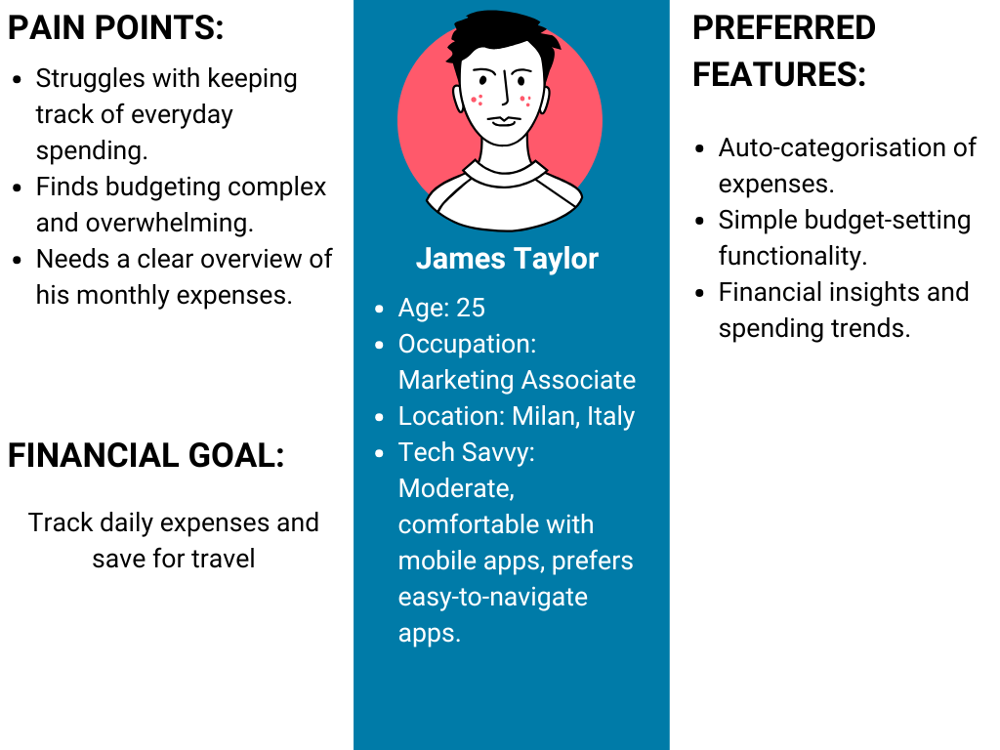 PAIN POINTS:
• Struggles with keeping
track of everyday
spending.
• Finds budgeting complex
and overwhelming.
• Needs a clear overview of
his monthly expenses.
FINANCIAL GOAL:
Track daily expenses and
save for travel
James Taylor
• Age: 25
• Occupation:
Marketing Associate
• Location: Milan, Italy
• Tech Savvy:
Moderate,
comfortable with
mobile apps, prefers
easy-to-navigate
apps.
PREFERRED
FEATURES:
• Auto-categorisation of
expenses.
• Simple budget-setting
functionality.
• Financial insights and
spending trends.